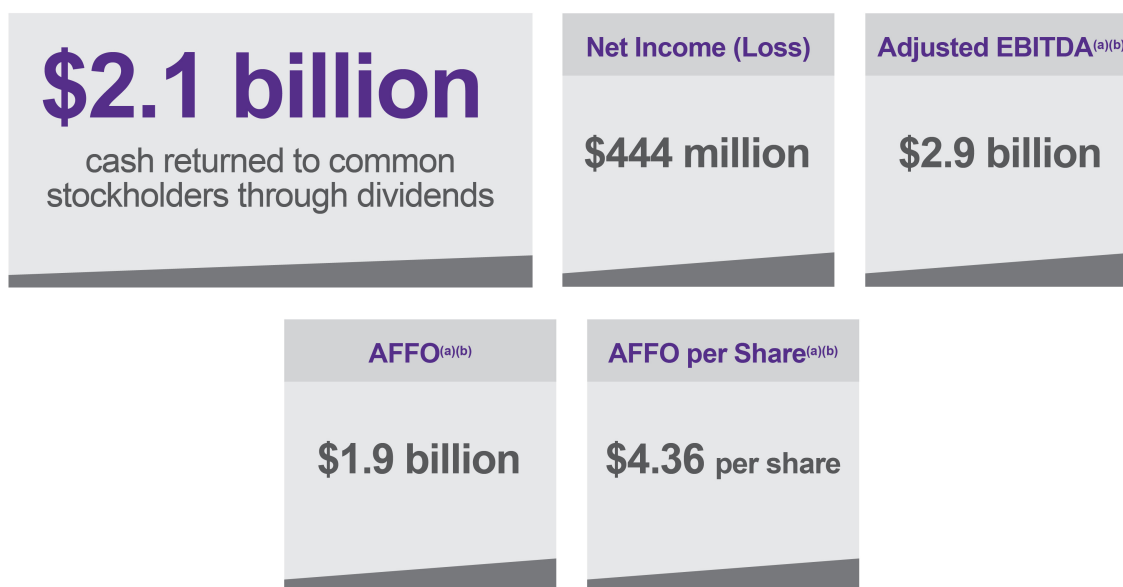 $2.1 billion
cash returned to common
stockholders through dividends
Net Income (Loss)
$444 million
Adjusted EBITDA(a)(b)
$2.9 billion
AFFO(a)(b)
$1.9 billion
AFFO per Share(a)(b)
$4.36 per share